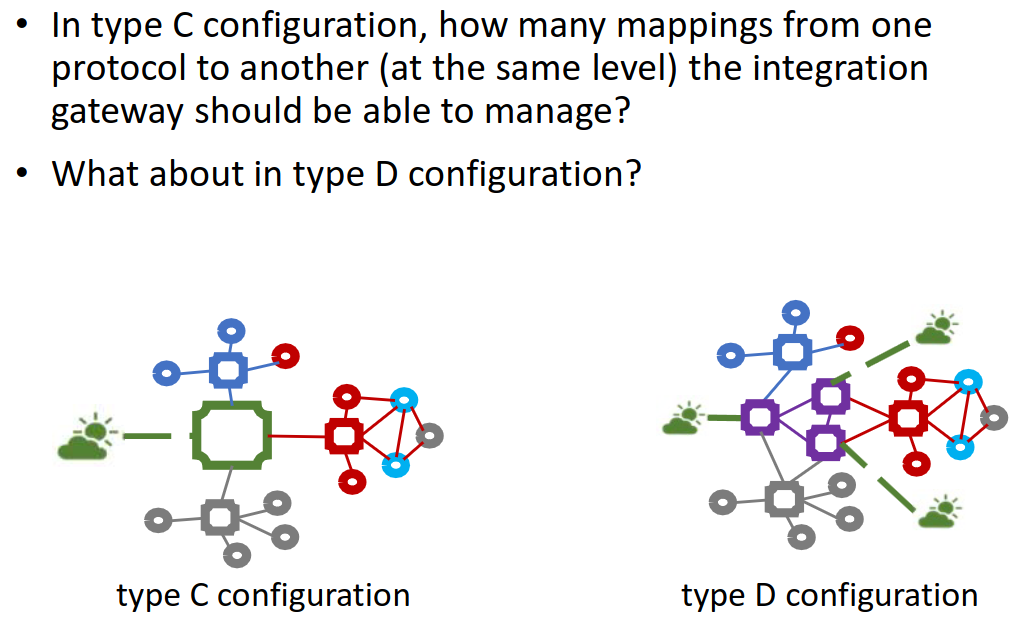 • In type C configuration, how many mappings from one
protocol to another (at the same level) the integration
gateway should be able to manage?
• What about in type D configuration?
type C configuration
type D configuration